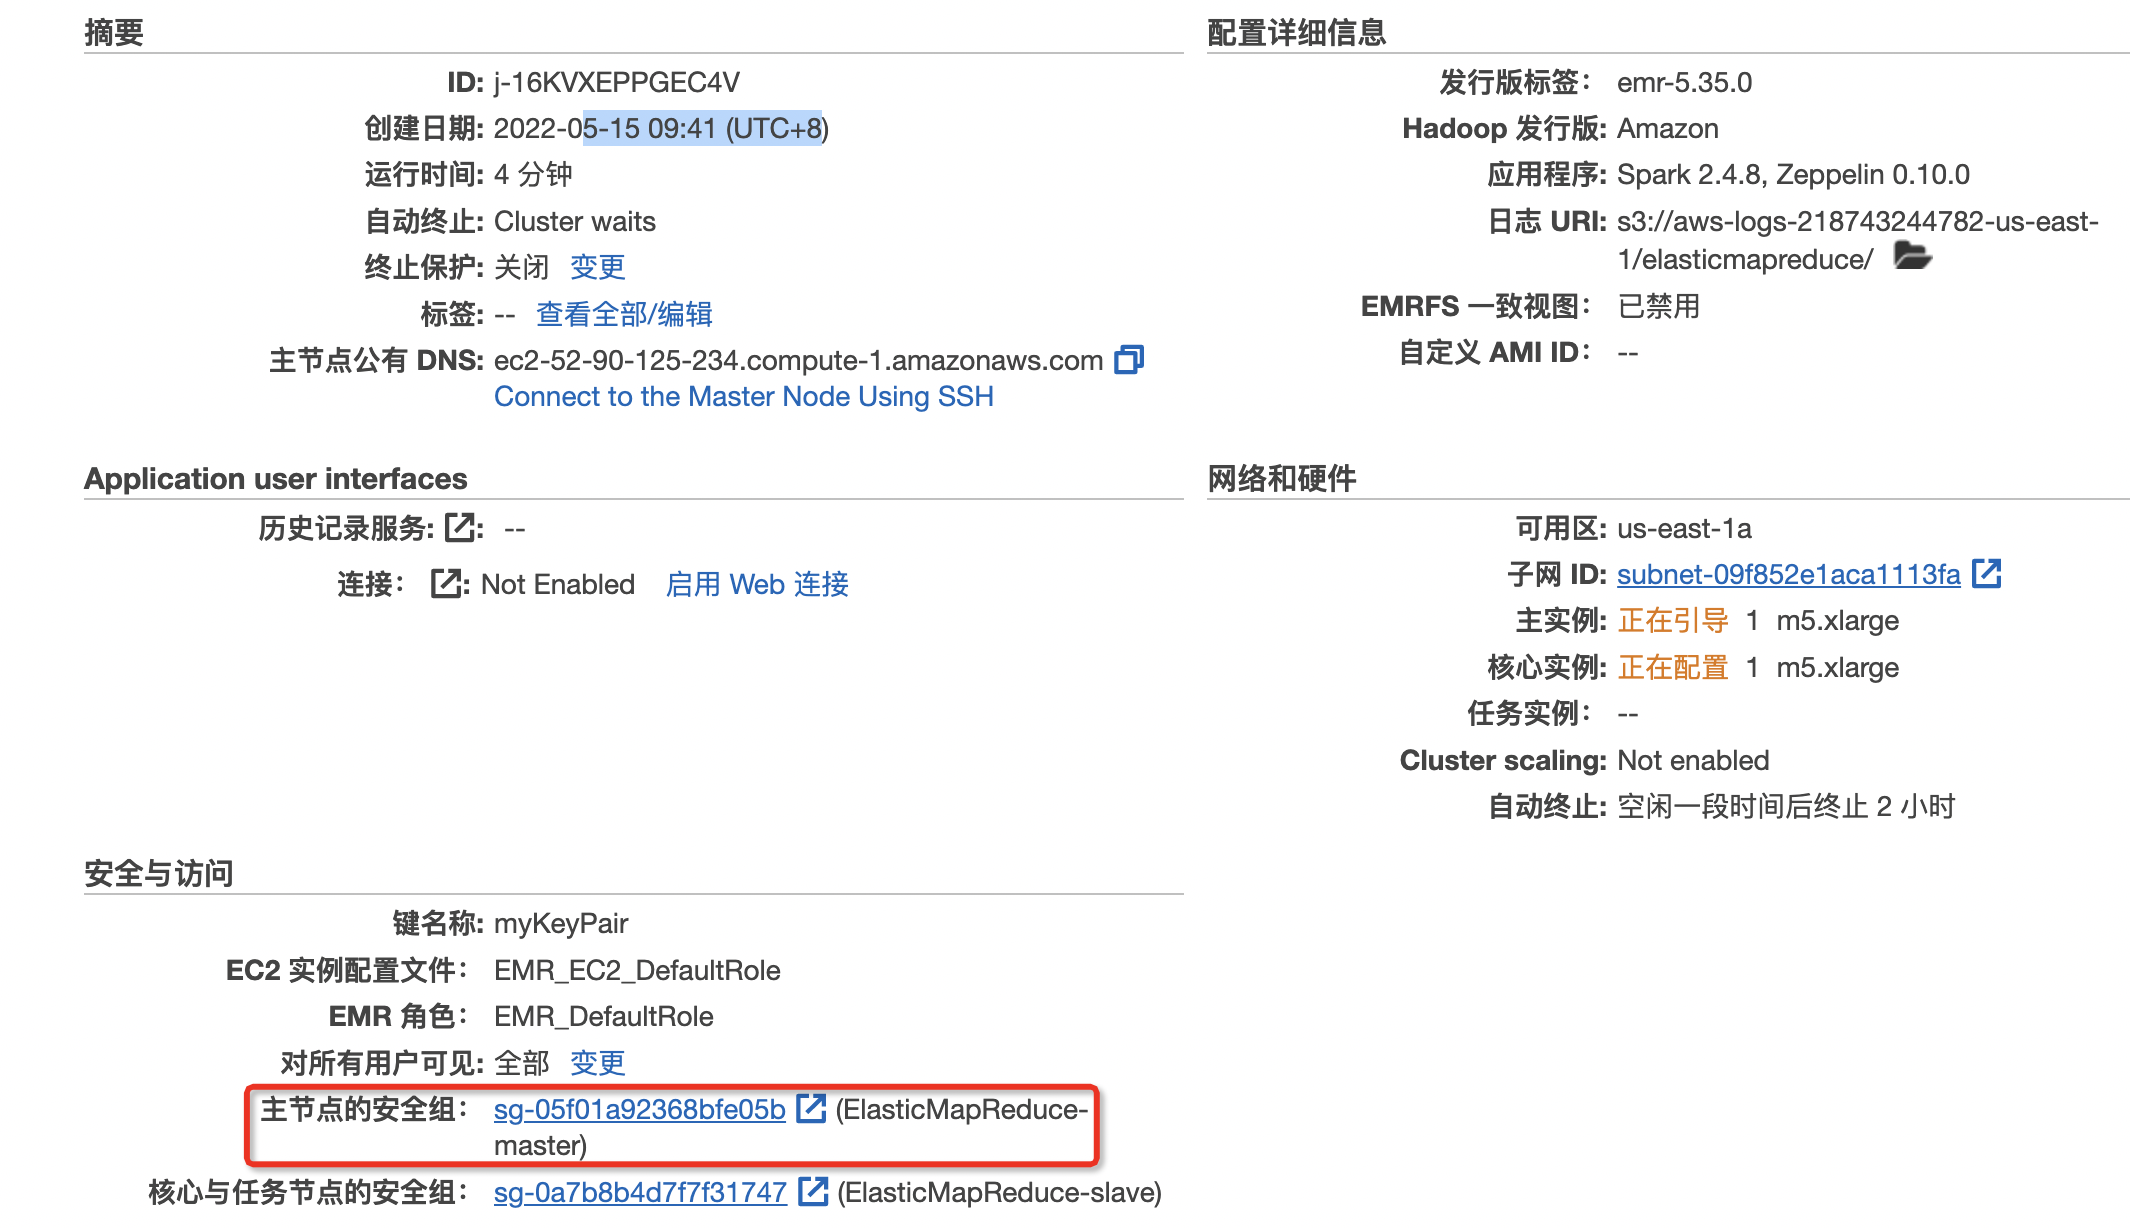 摘要
ID: j-16KVXEPPGEC4V
创建日期: 2022-05-15 09:41 (UTC+8)
运行时间: 4 分钟
自动终止: Cluster waits
终止保护: 关闭 变更
标签: -- 查看全部/编辑
主节点公有 DNS: ec2-52-90-125-234.compute-1.amazonaws.com
Connect to the Master Node Using SSH
配置详细信息
发行版标签： emr-5.35.0
Hadoop 发行版: Amazon
应用程序: Spark 2.4.8, Zeppelin 0.10.0
日志 URI: s3://aws-logs-218743244782-us-east-
1/elasticmapreduce/
EMRFS 一致视图： 已禁用
自定义 AMI ID： --
Application user interfaces
历史记录服务: : --
连接： : Not Enabled 启用 Web 连接
网络和硬件
可用区: us-east-1a
子网 ID: subnet-09f852e1aca1113fa
主实例: 正在引导 1 m5.xlarge
核心实例: 正在配置 1 m5.xlarge
任务实例： --
Cluster scaling: Not enabled
自动终止: 空闲一段时间后终止 2 小时
安全与访问
键名称: myKeyPair
EC2 实例配置文件： EMR_EC2_DefaultRole
EMR 角色： EMR_DefaultRole
对所有用户可见: 全部 变更
主节点的安全组： sg-05f01a92368bfe05b (ElasticMapReduce-
master)
核心与任务节点的安全组： sg-0a7b8b4d7f7f31747 (ElasticMapReduce-slave)